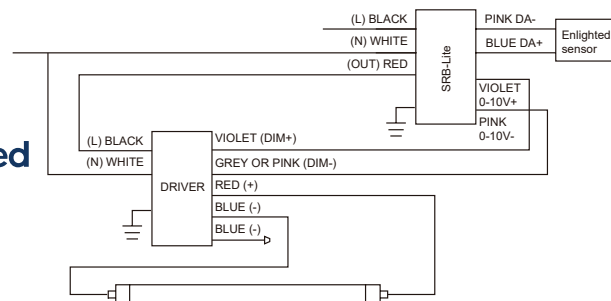 (L) BLACK
(N) WHITE
(OUT) RED
SRB-Lite
PINK DA-
BLUE DA+
Enlighted
sensor
VIOLET
0-10V+
PINK
0-10V-
ed
(L) BLACK
(N) WHITE
DRIVER
VIOLET (DIM+)
GREY OR PINK (DIM-)
RED (+)
BLUE (-)
BLUE (-)